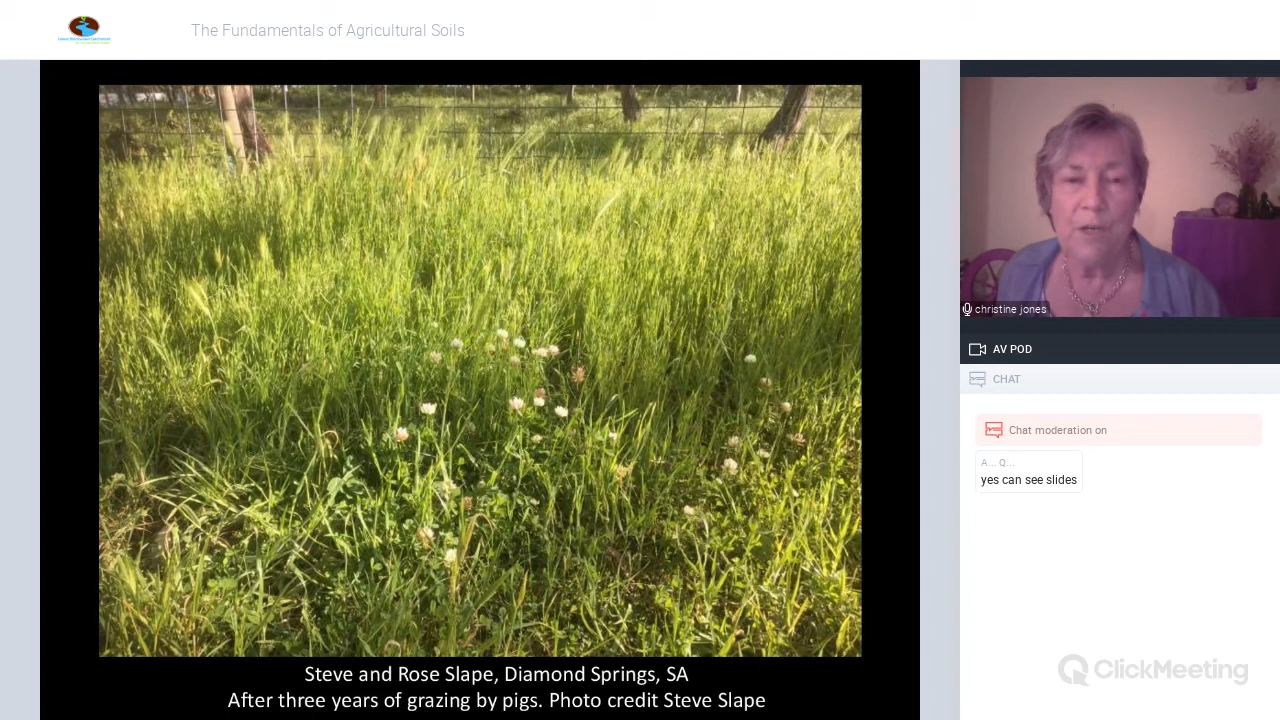 The Fundamentals of Agricultural Soils
christine jones
AV POD
CHAT
Chat moderation on
A... Q...
yes can see slides
ClickMeeting
Steve and Rose Slape, Diamond Springs, SA
After three years of grazing by pigs. Photo credit Steve Slape